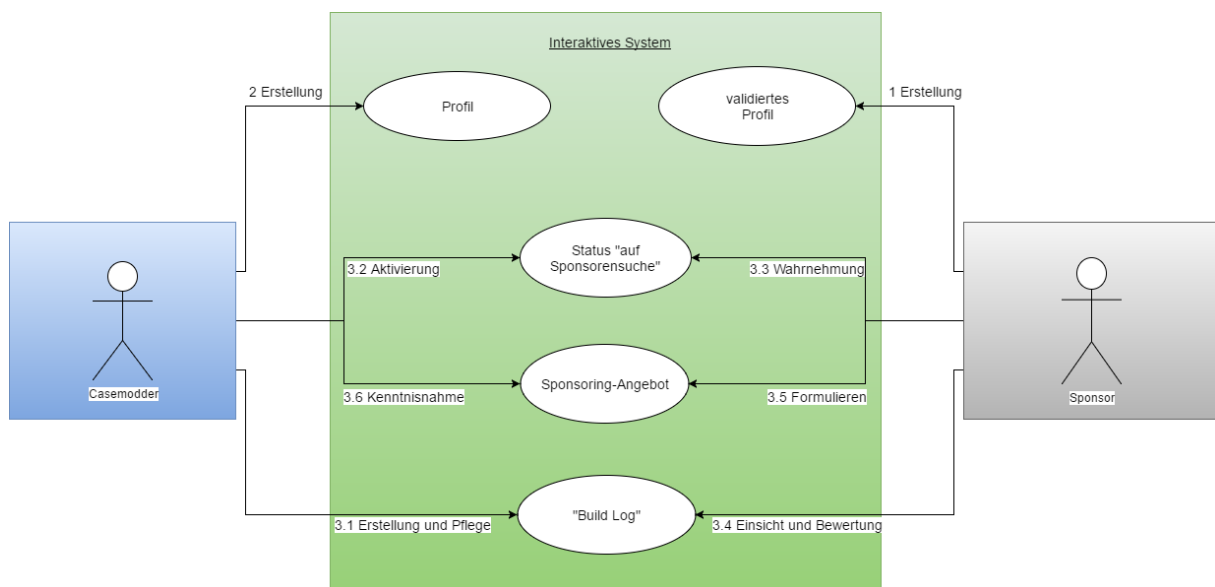 Interaktives System
2 Erstellung
Profil
validiertes
Profil
1 Erstellung
Status "auf
Sponsorensuche"
3.2 Aktivierung
3.3 Wahrnehmung
Sponsoring-Angebot
3.6 Kenntnisnahme
3.5 Formulieren
Casemodder
Sponsor
"Build Log"
3.1 Erstellung und Pflege
3.4 Einsicht und Bewertung